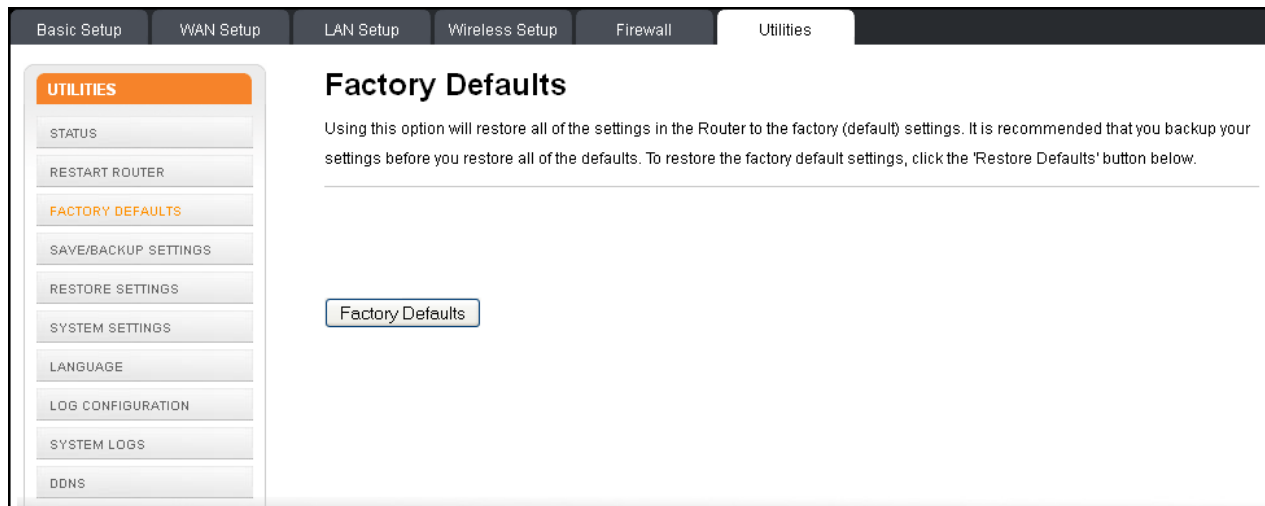 Basic Setup WAN Setup LAN Setup Wireless Setup Firewall Utilities
UTILITIES
STATUS
RESTART ROUTER
FACTORY DEFAULTS
SAVE/BACKUP SETTINGS
RESTORE SETTINGS
SYSTEM SETTINGS
LANGUAGE
LOG CONFIGURATION
SYSTEM LOGS
DDNS
Factory Defaults
Using this option will restore all of the settings in the Router to the factory (default) settings. It is recommended that you backup your
settings before you restore all of the defaults. To restore the factory default settings, click the 'Restore Defaults' button below.
Factory Defaults